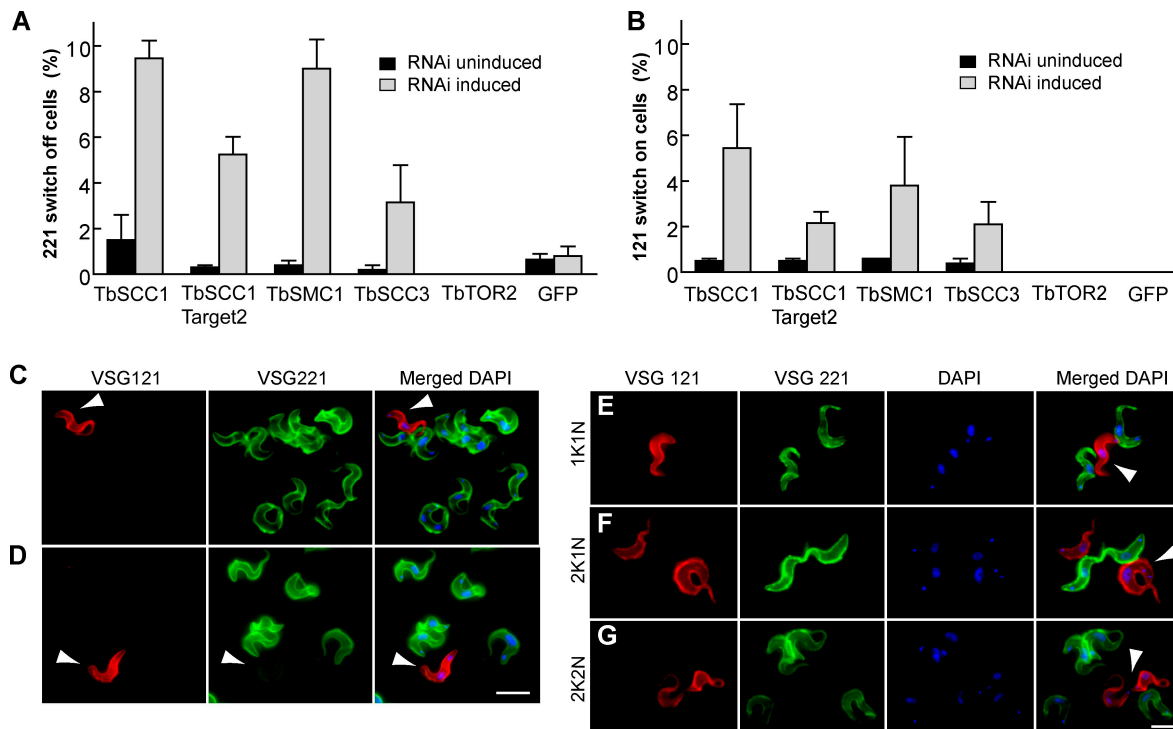 A
221 switch off cells (%)
10
8
6
4
2
0
RNAi uninduced
RNAi induced
TbSCC1 TbSCC1 TbSMC1 TbSCC3 TbTOR2 GFP
Target2
B
121 switch on cells (%)
10
8
6
4
2
0
RNAi uninduced
RNAi induced
TbSCC1 TbSCC1 TbSMC1 TbSCC3 TbTOR2 GFP
Target2
C VSG121 VSG221 Merged DAPI
D
VSG 121 VSG 221 DAPI Merged DAPI
E
1K1N
F
2K1N
G
2K2N